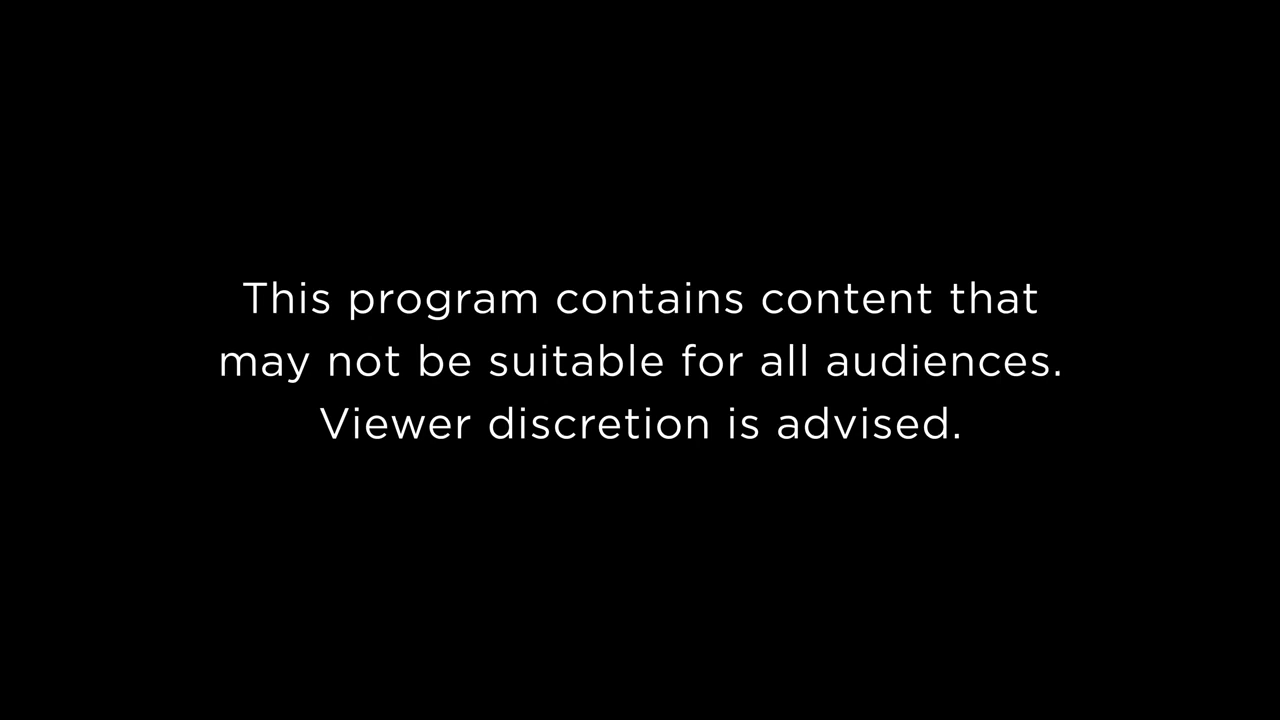 This program contains content that
may not be suitable for all audiences.
Viewer discretion is advised.